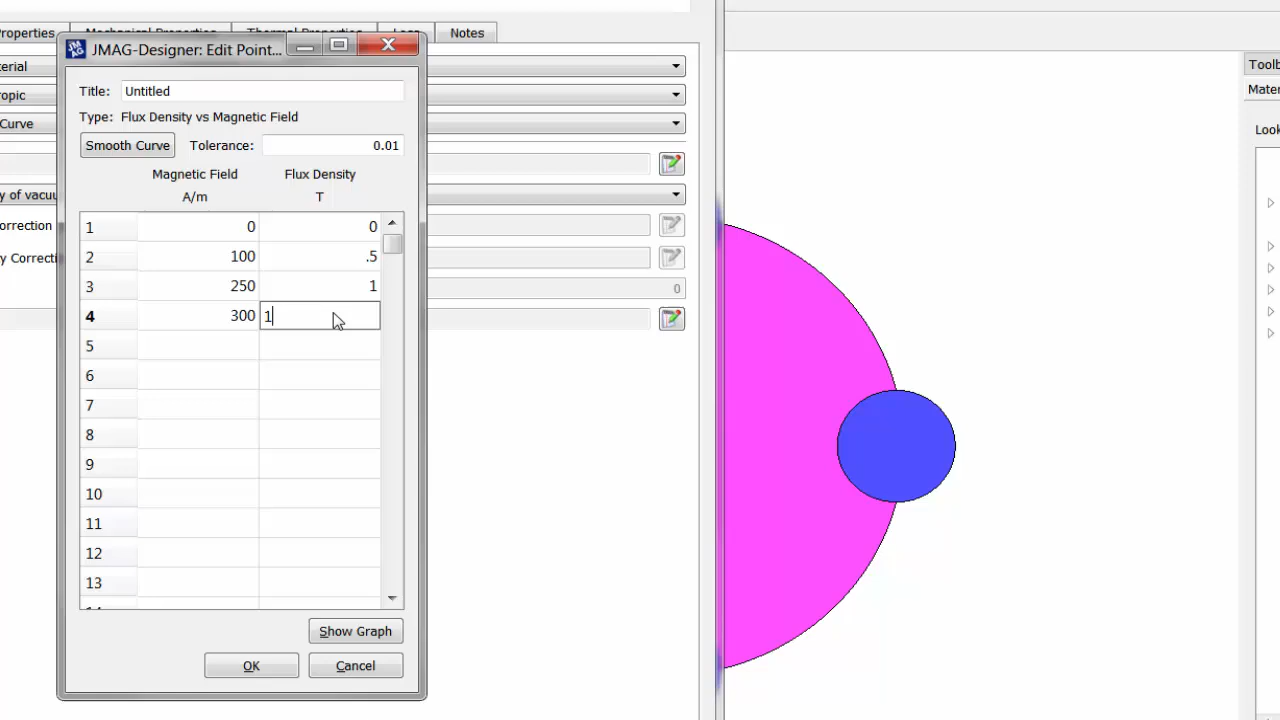 roperties
Mechanical Properties
Thermal Properties
Loss
Notes
JMAG-Designer: Edit Point...
Toolb
erial
Mater
Title: Untitled
opic
Type: Flux Density vs Magnetic Field
Curve
Look
Smooth Curve Tolerance: 0.01
Magnetic Field Flux Density
A/m T
y of vacuu
1 0 0
orrection
2 100 .5
y Correcti
3 250 1
0
4 300 1
5
6
7
8
9
10
11
12
13
Show Graph
OK Cancel